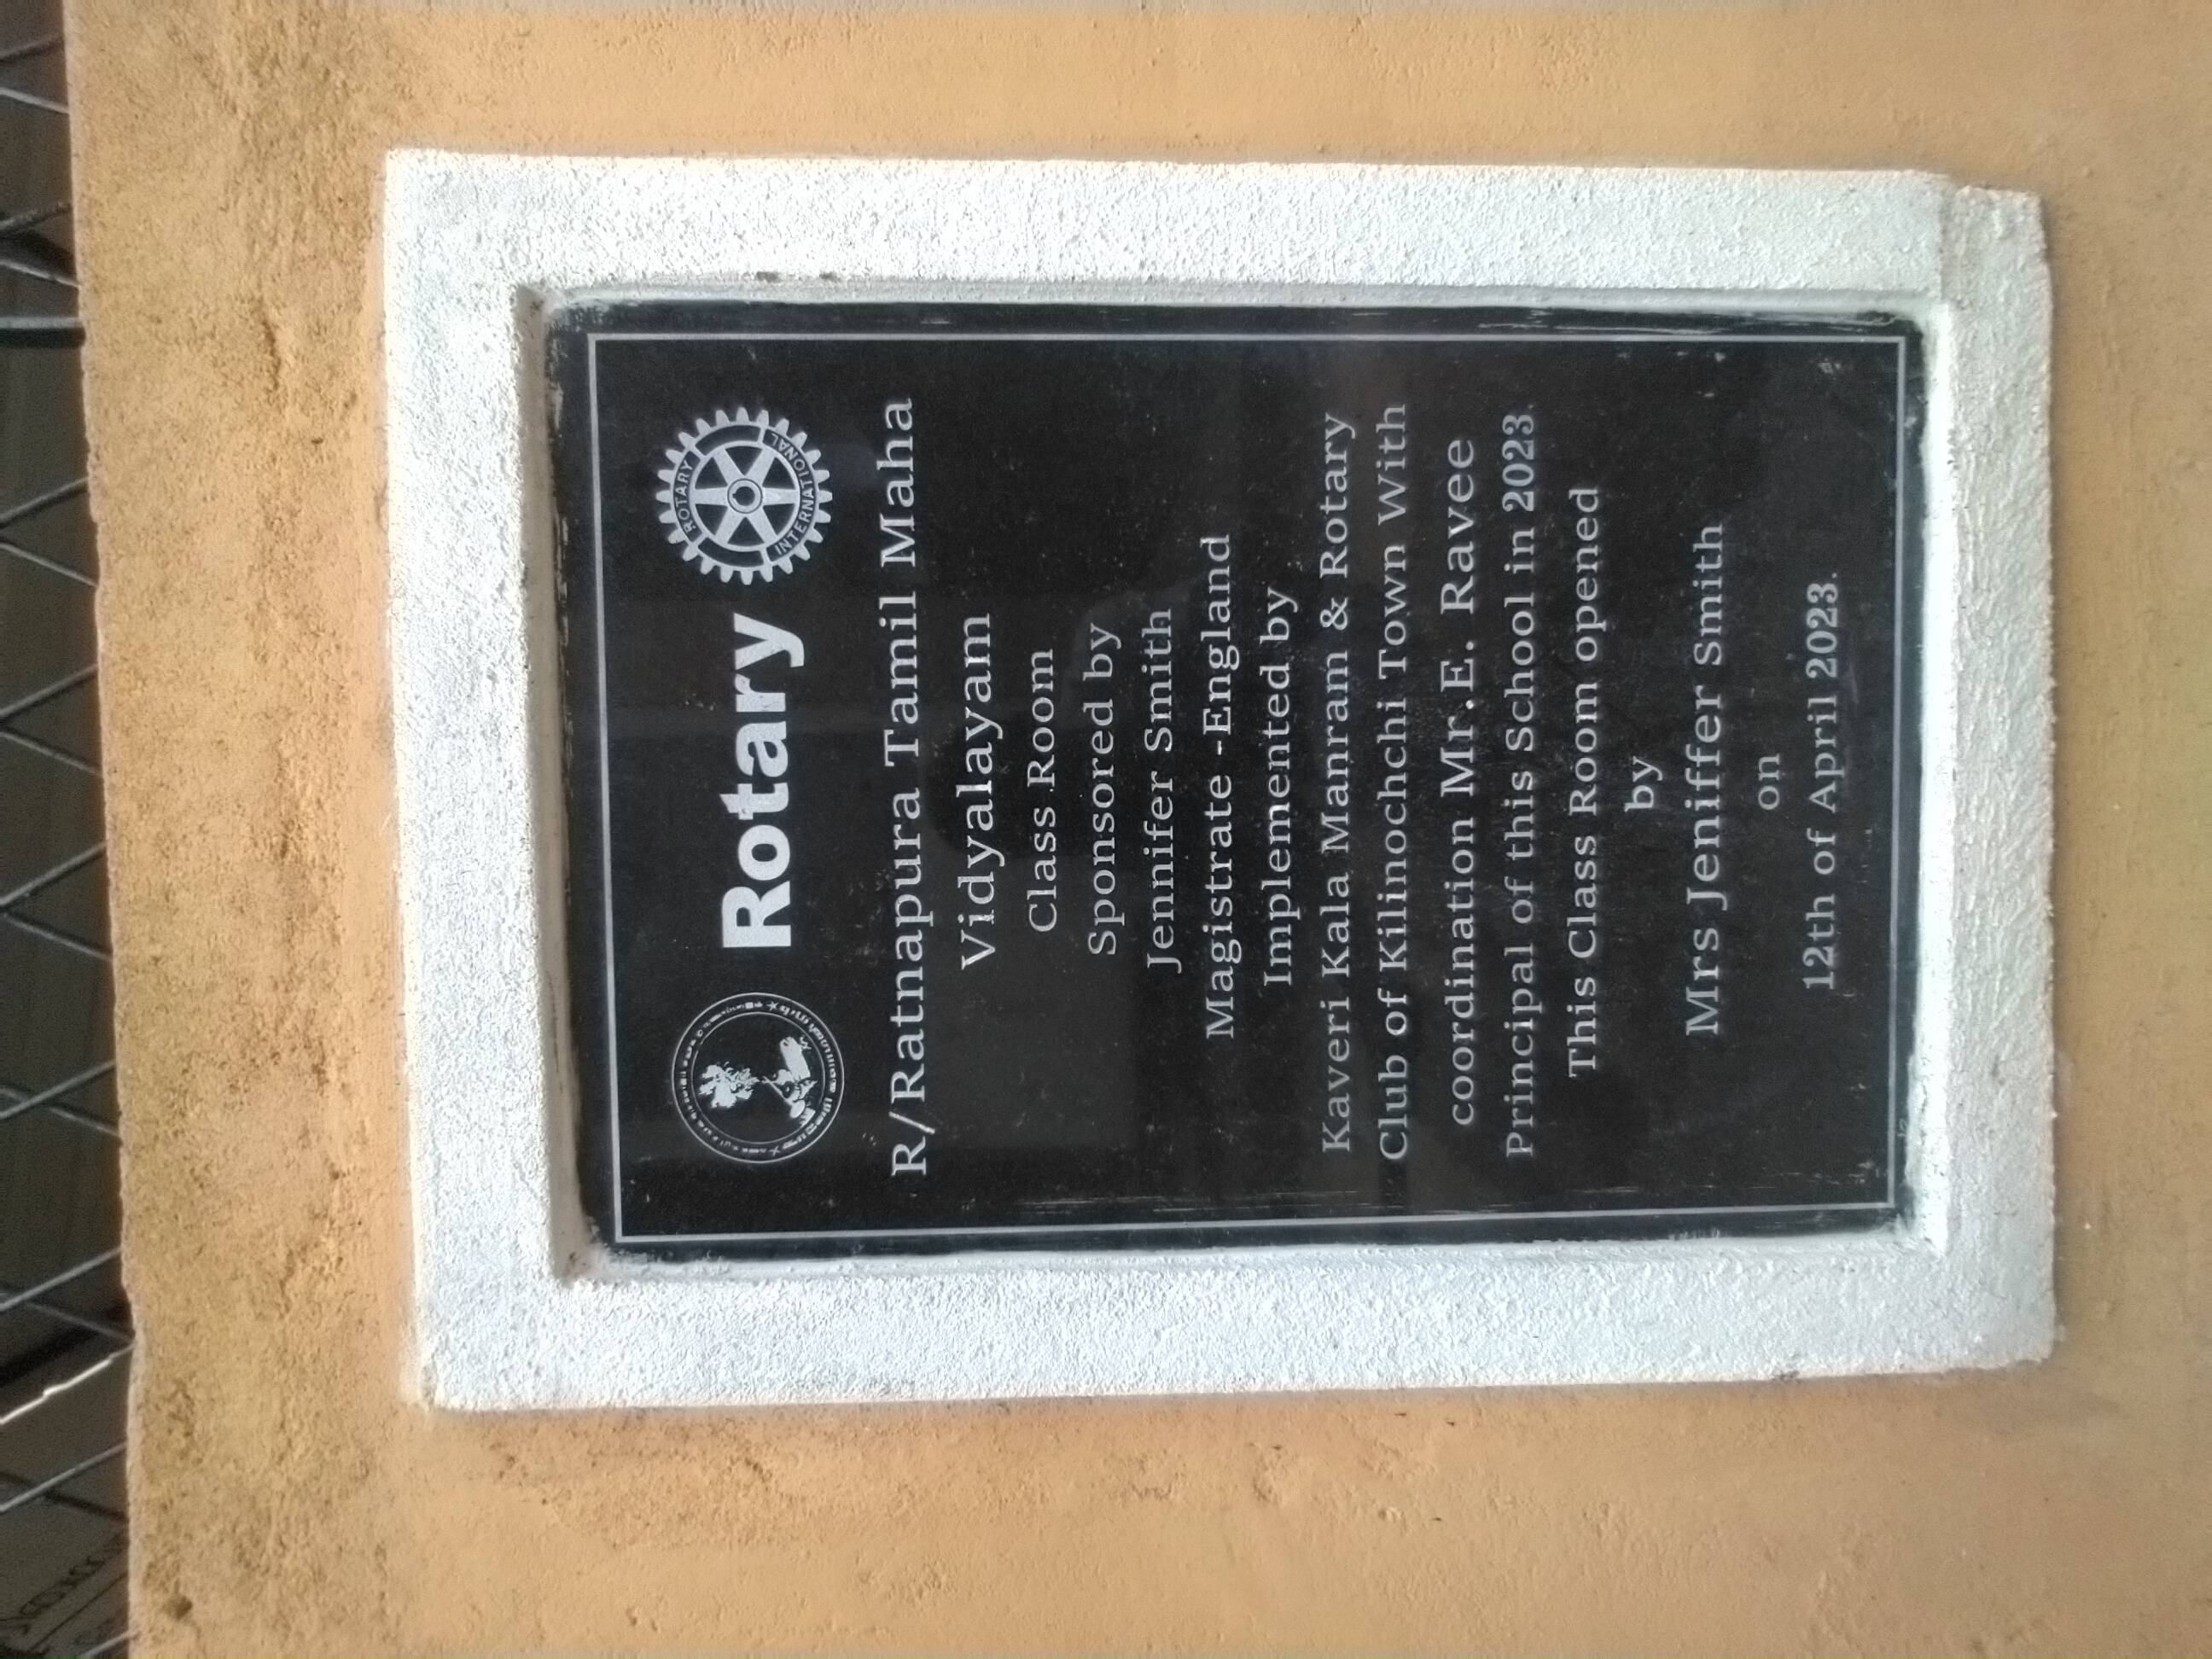 Rotary
ROTARY
INTERNATIONAL
R/Ratnapura Tamil Maha
Vidyalayam
Class Room
Sponsored by
Jennifer Smith
Magistrate -England
Implemented by
Kaveri Kala Manram & Rotary
Club of Kilinochchi Town With
coordination Mr.E. Ravee
Principal of this School in 2023.
This Class Room opened
by
Mrs Jeniffer Smith
on
12th of April 2023.